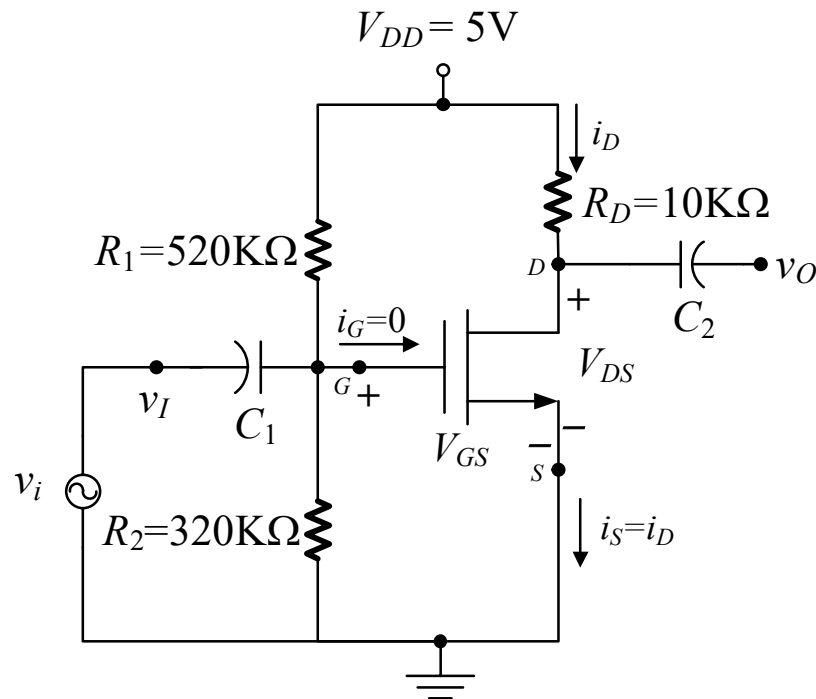 V_DD = 5V
i_D
R_D=10KΩ
R_1=520KΩ
D
v_O
+
C_2
i_G=0
G
+
V_DS
v_I
C_1
V_GS
−
−
S
v_i
R_2=320KΩ
i_S=i_D